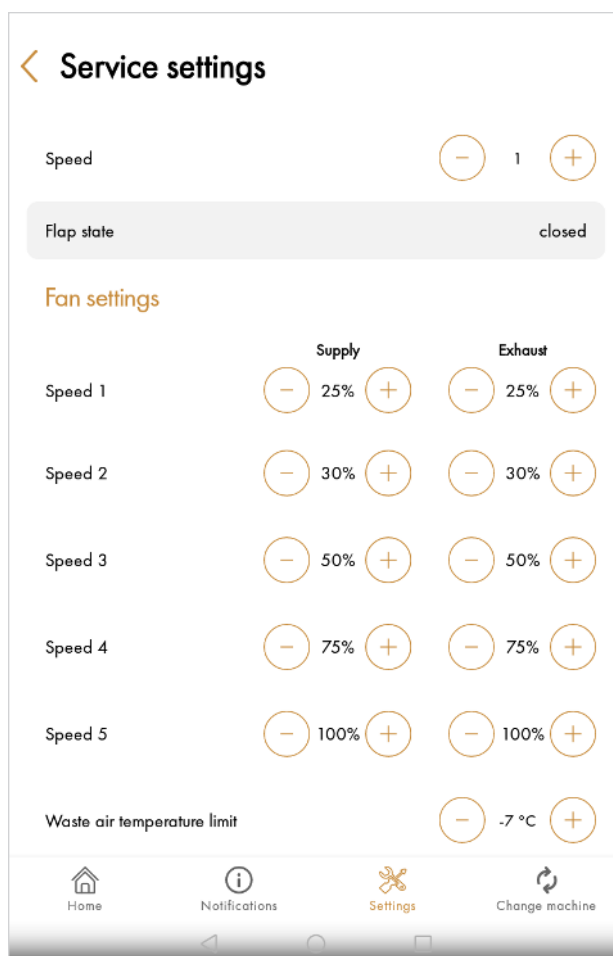 Service settings
Speed 1
Flap state closed
Fan settings
Supply Exhaust
Speed 1 25% 25%
Speed 2 30% 30%
Speed 3 50% 50%
Speed 4 75% 75%
Speed 5 100% 100%
Waste air temperature limit -7 °C
Home Notifications Settings Change machine